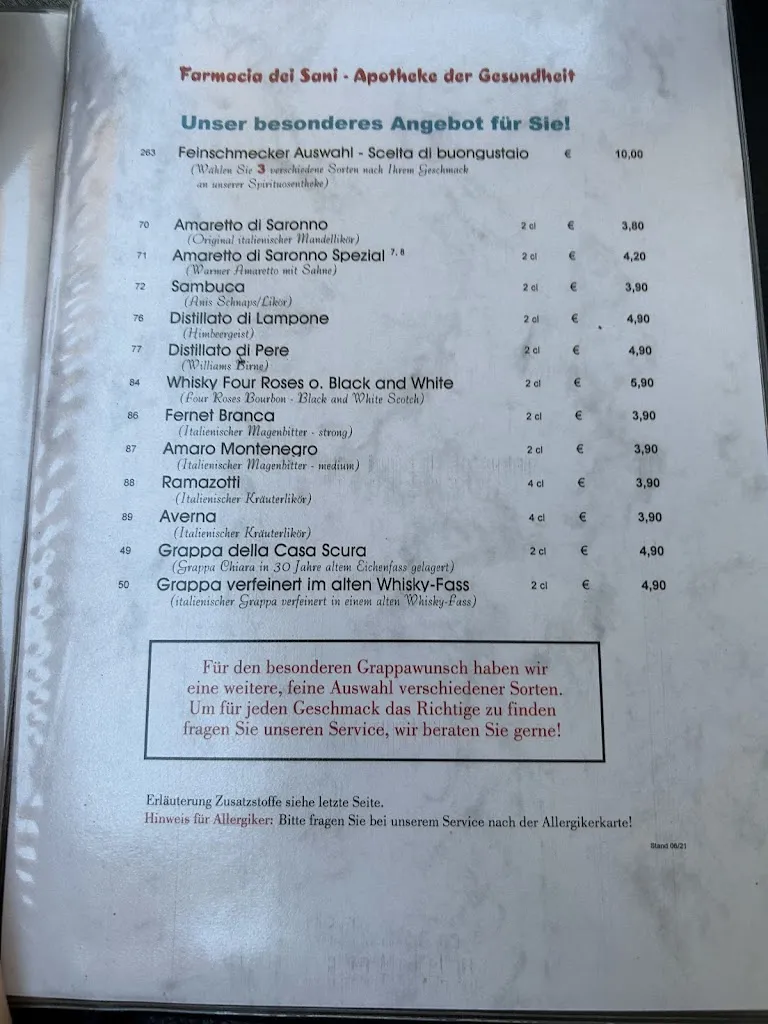 Farmacia dei Sani - Apotheke der Gesundheit
Unser besonderes Angebot für Sie!
263 Feinschmecker Auswahl - Scelta di buongustaio € 10,00
(Wählen Sie 3 verschiedene Sorten nach Ihrem Geschmack
an unserer Spirituosentheke)
70 Amaretto di Saronno 2 cl € 3,80
(Original italienischer Mandellikör)
71 Amaretto di Saronno Spezial 7, 8 2 cl € 4,20
(Warmer Amaretto mit Sahne)
72 Sambuca 2 cl € 3,90
(Anis Schnaps/Likör)
76 Distillato di Lampone 2 cl € 4,90
(Himbeergeist)
77 Distillato di Pere 2 cl € 4,90
(Williams Birne)
84 Whisky Four Roses o. Black and White 2 cl € 5,90
(Four Roses Bourbon - Black and White Scotch)
86 Fernet Branca 2 cl € 3,90
(Italienischer Magenbitter - strong)
87 Amaro Montenegro 2 cl € 3,90
(Italienischer Magenbitter - medium)
88 Ramazotti 4 cl € 3,90
(Italienischer Kräuterlikör)
89 Averna 4 cl € 3,90
(Italienischer Kräuterlikör)
49 Grappa della Casa Scura 2 cl € 4,90
(Grappa Chiara in 30 Jahre altem Eichenfass gelagert)
50 Grappa verfeinert im alten Whisky-Fass 2 cl € 4,90
(italienischer Grappa verfeinert in einem alten Whisky-Fass)
Für den besonderen Grappawunsch haben wir
eine weitere, feine Auswahl verschiedener Sorten.
Um für jeden Geschmack das Richtige zu finden
fragen Sie unseren Service, wir beraten Sie gerne!
Erläuterung Zusatzstoffe siehe letzte Seite.
Hinweis für Allergiker: Bitte fragen Sie bei unserem Service nach der Allergikerkarte!
Stand 06/21